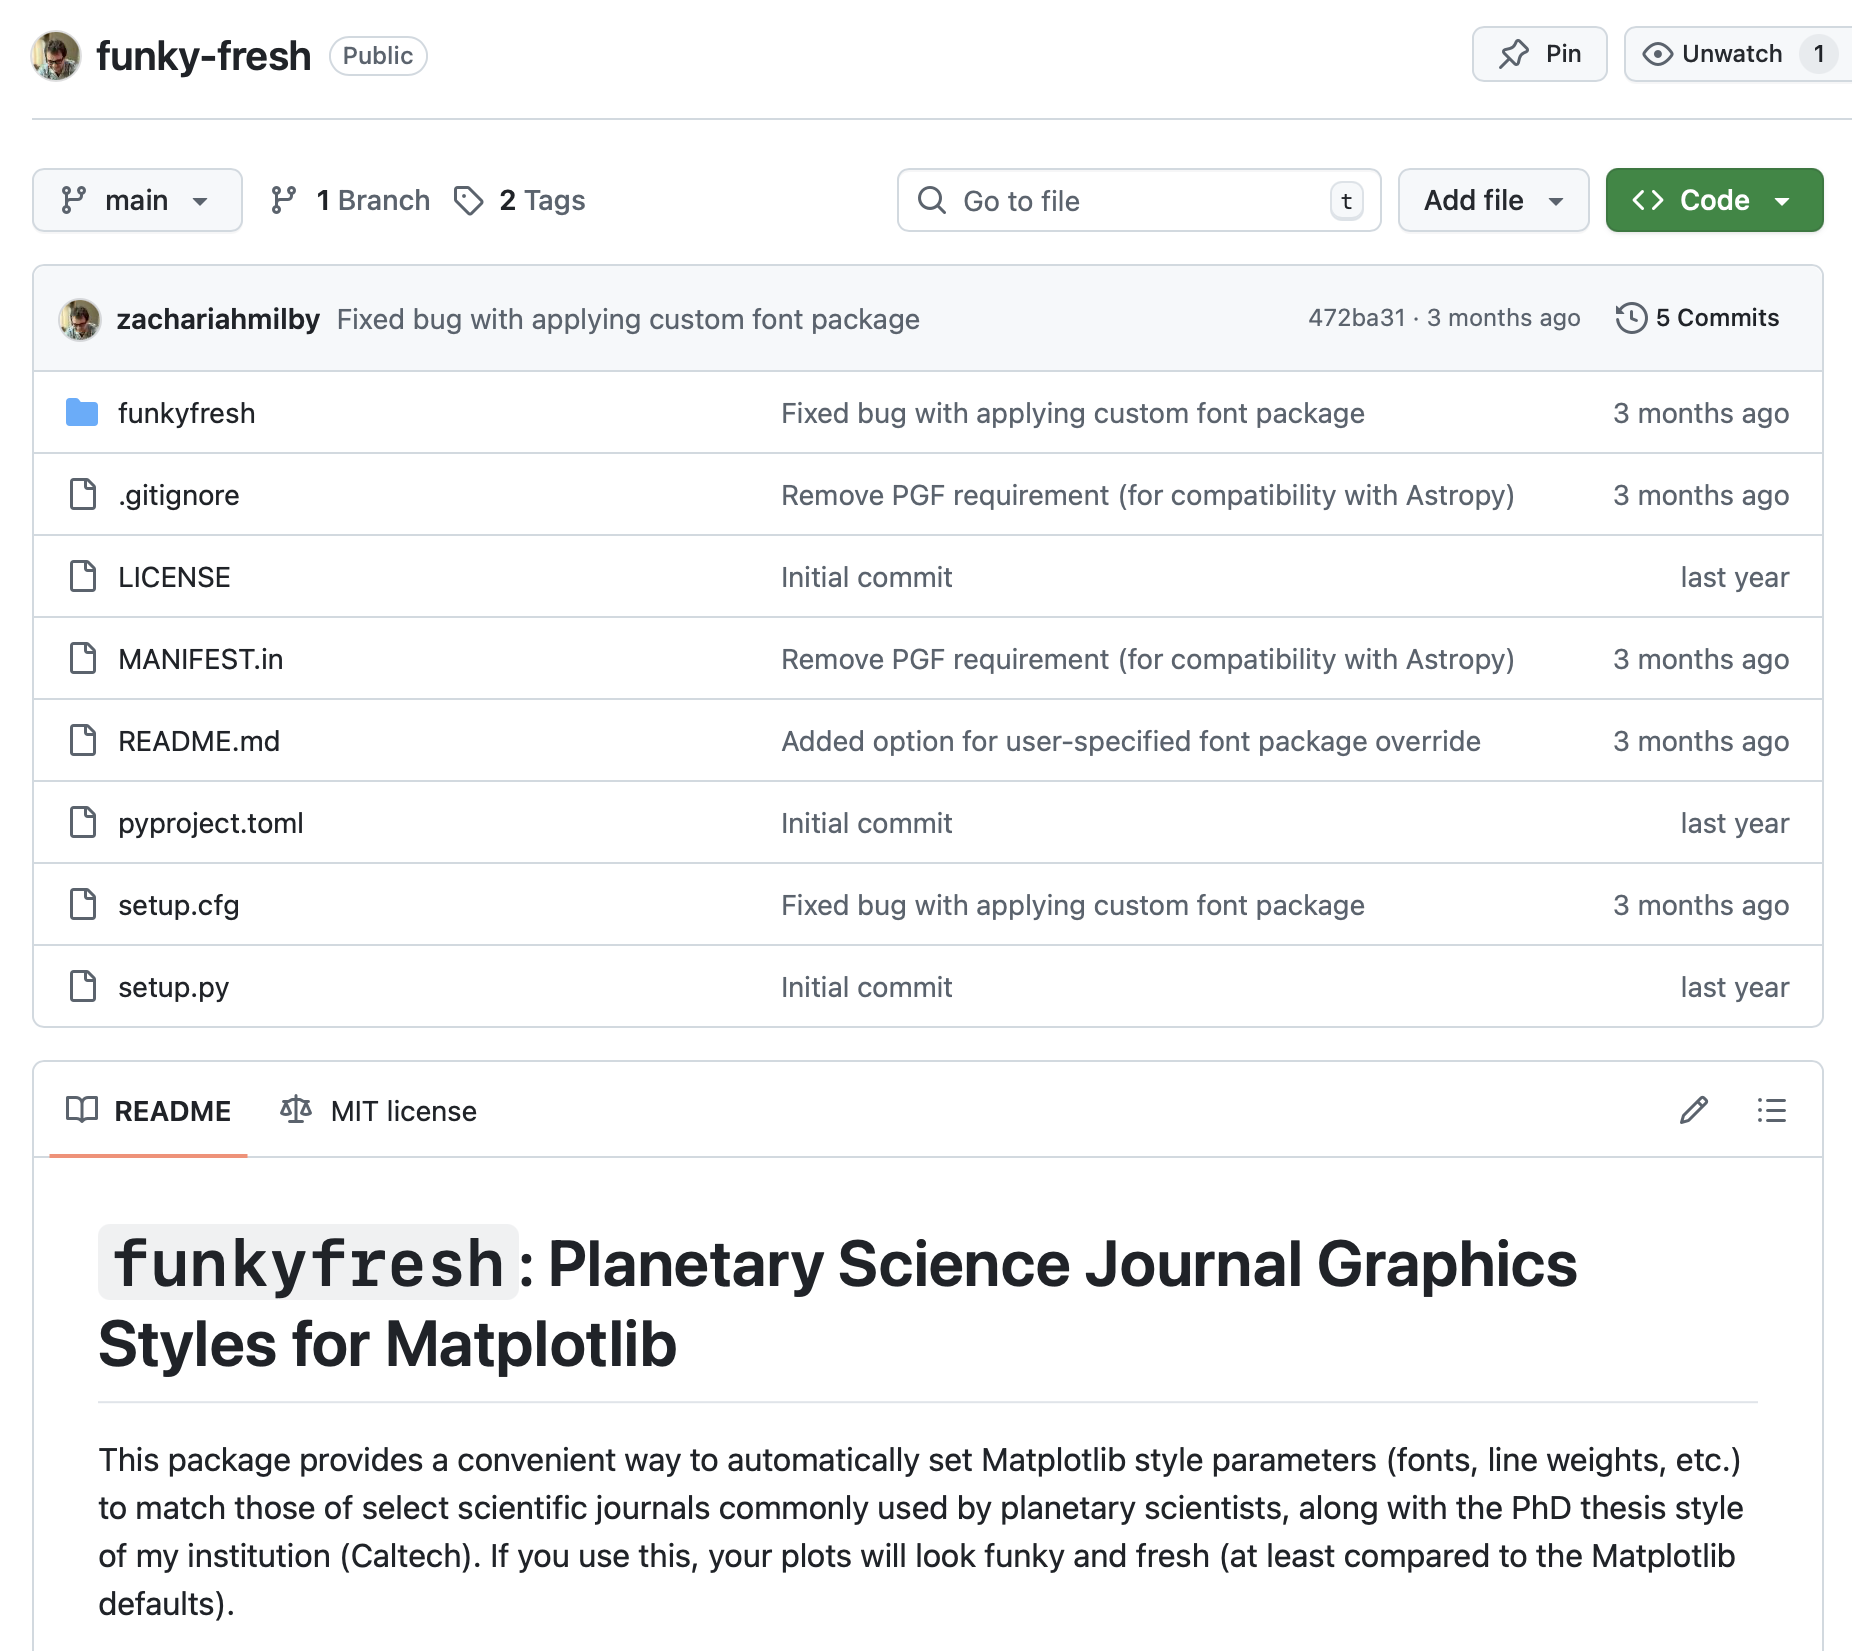 funky-fresh Public Pin Unwatch 1
main 1 Branch 2 Tags Go to file t Add file <> Code
zachariahmilby Fixed bug with applying custom font package 472ba31 · 3 months ago 5 Commits
funkyfresh Fixed bug with applying custom font package 3 months ago
.gitignore Remove PGF requirement (for compatibility with Astropy) 3 months ago
LICENSE Initial commit last year
MANIFEST.in Remove PGF requirement (for compatibility with Astropy) 3 months ago
README.md Added option for user-specified font package override 3 months ago
pyproject.toml Initial commit last year
setup.cfg Fixed bug with applying custom font package 3 months ago
setup.py Initial commit last year
README MIT license
funkyfresh: Planetary Science Journal Graphics
Styles for Matplotlib
This package provides a convenient way to automatically set Matplotlib style parameters (fonts, line weights, etc.)
to match those of select scientific journals commonly used by planetary scientists, along with the PhD thesis style
of my institution (Caltech). If you use this, your plots will look funky and fresh (at least compared to the Matplotlib
defaults).